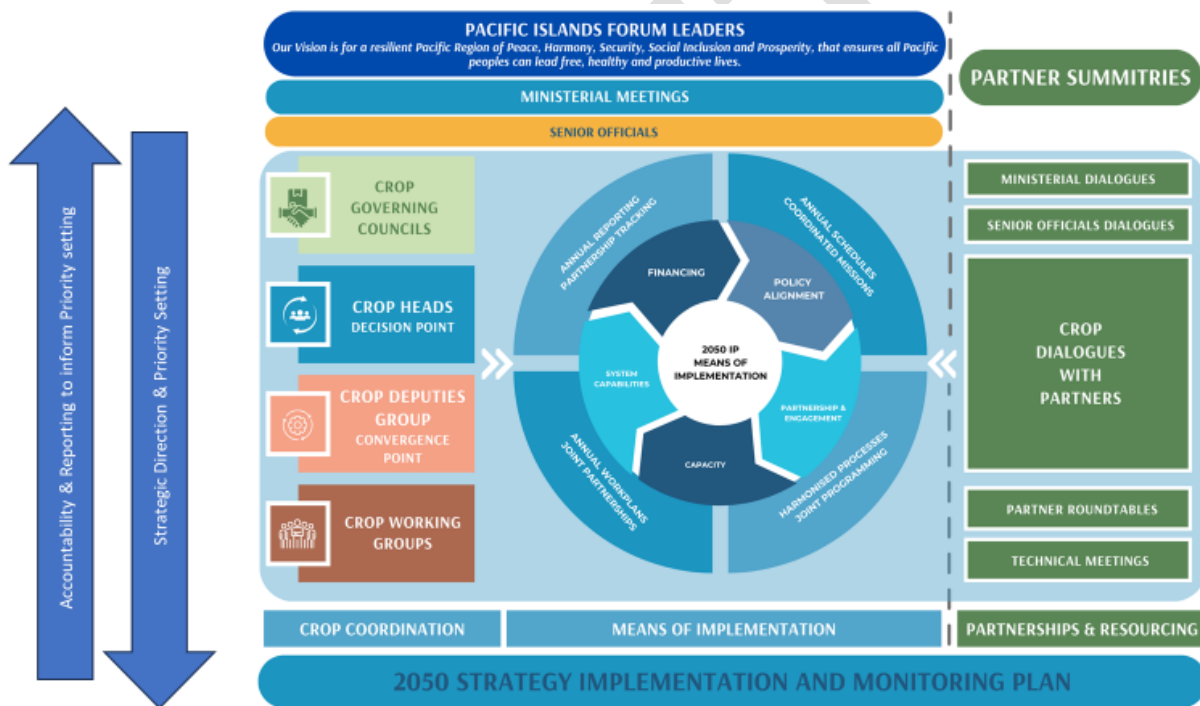 PACIFIC ISLANDS FORUM LEADERS
Our Vision is for a resilient Pacific Region of Peace, Harmony, Security, Social Inclusion and Prosperity, that ensures all Pacific
peoples can lead free, healthy and productive lives.
MINISTERIAL MEETINGS
SENIOR OFFICIALS
PARTNER SUMMITRIES
Accountability & Reporting to inform Priority setting
Strategic Direction & Priority Setting
CROP
GOVERNING
COUNCILS
CROP HEADS
DECISION POINT
CROP DEPUTIES
GROUP
CONVERGENCE
POINT
CROP WORKING
GROUPS
ANNUAL REPORTING
PARTNERSHIP TRACKING
ANNUAL SCHEDULES
COORDINATED MISSIONS
ANNUAL WORKPLANS
JOINT PARTNERSHIPS
HARMONISED PROCESSES
JOINT PROGRAMMING
FINANCING
POLICY
ALIGNMENT
SYSTEM
CAPABILITIES
PARTNERSHIP &
ENGAGEMENT
CAPACITY
2050 IP
MEANS OF
IMPLEMENTATION
MINISTERIAL DIALOGUES
SENIOR OFFICIALS DIALOGUES
CROP
DIALOGUES
WITH
PARTNERS
PARTNER ROUNDTABLES
TECHNICAL MEETINGS
CROP COORDINATION
MEANS OF IMPLEMENTATION
PARTNERSHIPS & RESOURCING
2050 STRATEGY IMPLEMENTATION AND MONITORING PLAN